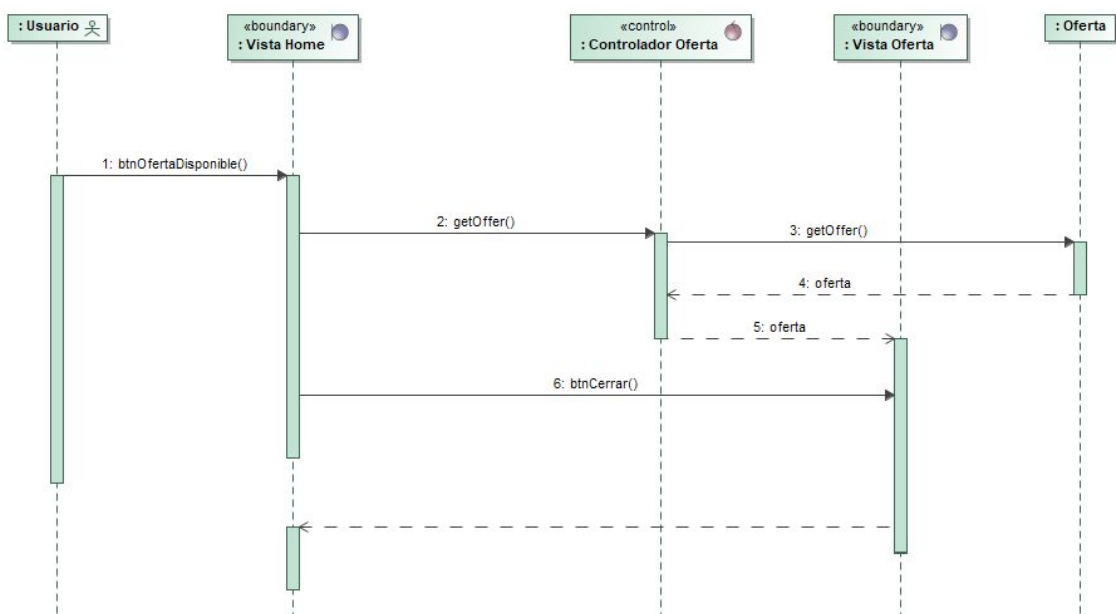 : Usuario
«boundary»
: Vista Home
«control»
: Controlador Oferta
«boundary»
: Vista Oferta
: Oferta
1: btnOfertaDisponible()
2: getOffer()
3: getOffer()
4: oferta
5: oferta
6: btnCerrar()